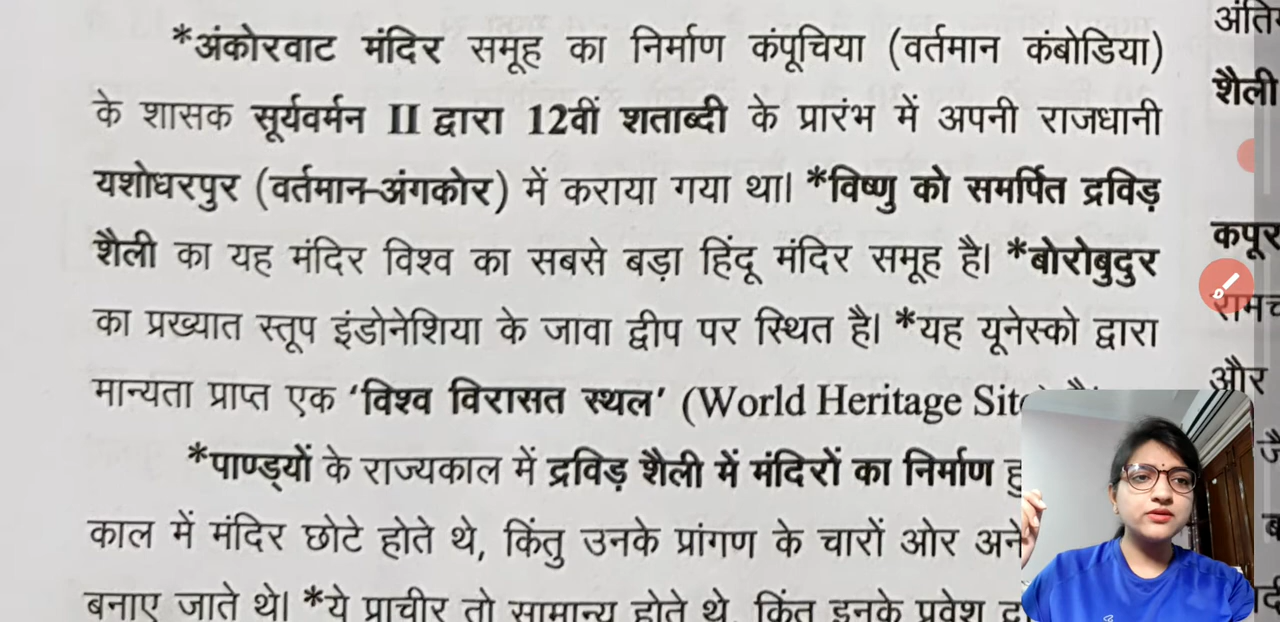 *अंकोरवाट मंदिर समूह का निर्माण कंपूचिया (वर्तमान कंबोडिया)
के शासक सूर्यवर्मन II द्वारा 12वीं शताब्दी के प्रारंभ में अपनी राजधानी
यशोधरपुर (वर्तमान-अंगकोर) में कराया गया था। *विष्णु को समर्पित द्रविड़
शैली का यह मंदिर विश्व का सबसे बड़ा हिंदू मंदिर समूह है। *बोरोबुदुर
का प्रख्यात स्तूप इंडोनेशिया के जावा द्वीप पर स्थित है। *यह यूनेस्को द्वारा
मान्यता प्राप्त एक ‘विश्व विरासत स्थल’ (World Heritage
*पाण्ड्यों के राज्यकाल में द्रविड़ शैली में मंदिरों का निर्माण
काल में मंदिर छोटे होते थे, किंतु उनके प्रांगण के चारों ओर
बनाए जाते थे। *ये प्राचीर तो सामान्य होते थे, किंतु इनके प्रवेश
शैली
और